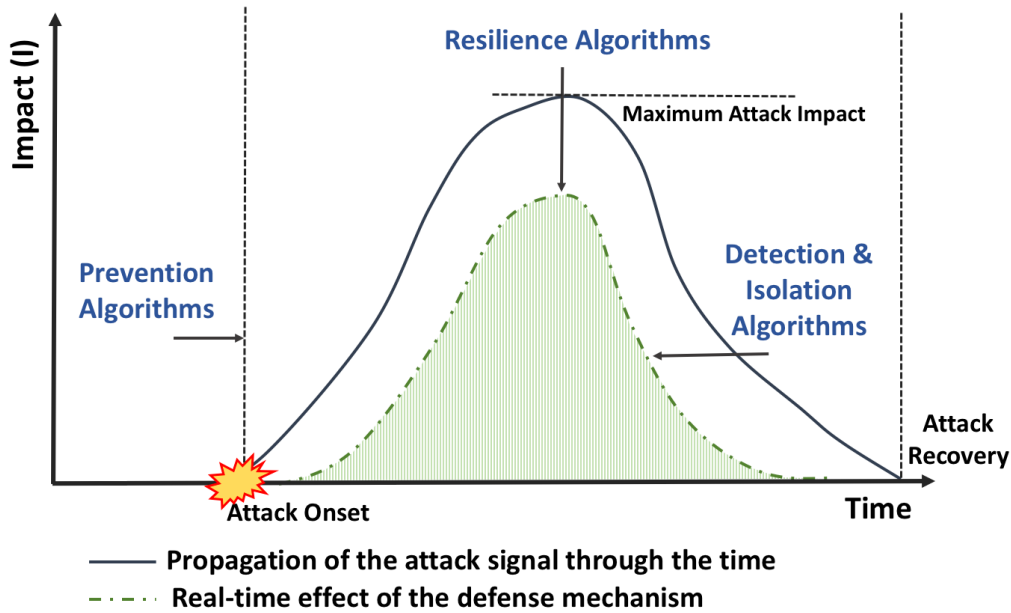 Impact (I)
Resilience Algorithms
Maximum Attack Impact
Prevention
Algorithms
Detection &
Isolation
Algorithms
Attack
Recovery
Attack Onset
Time
Propagation of the attack signal through the time
Real-time effect of the defense mechanism